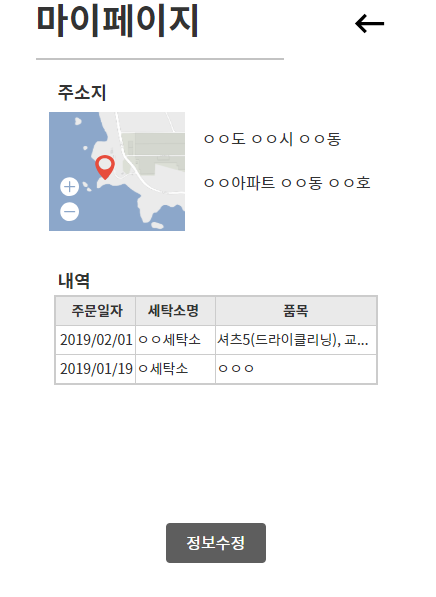 마이페이지
주소지
ㅇㅇ도 ㅇㅇ시 ㅇㅇ동
ㅇㅇ아파트 ㅇㅇ동 ㅇㅇ호
내역
주문일자 세탁소명 품목
2019/02/01 ㅇㅇ세탁소 셔츠5(드라이클리닝), 교...
2019/01/19 ㅇ세탁소 ㅇㅇㅇ
정보수정